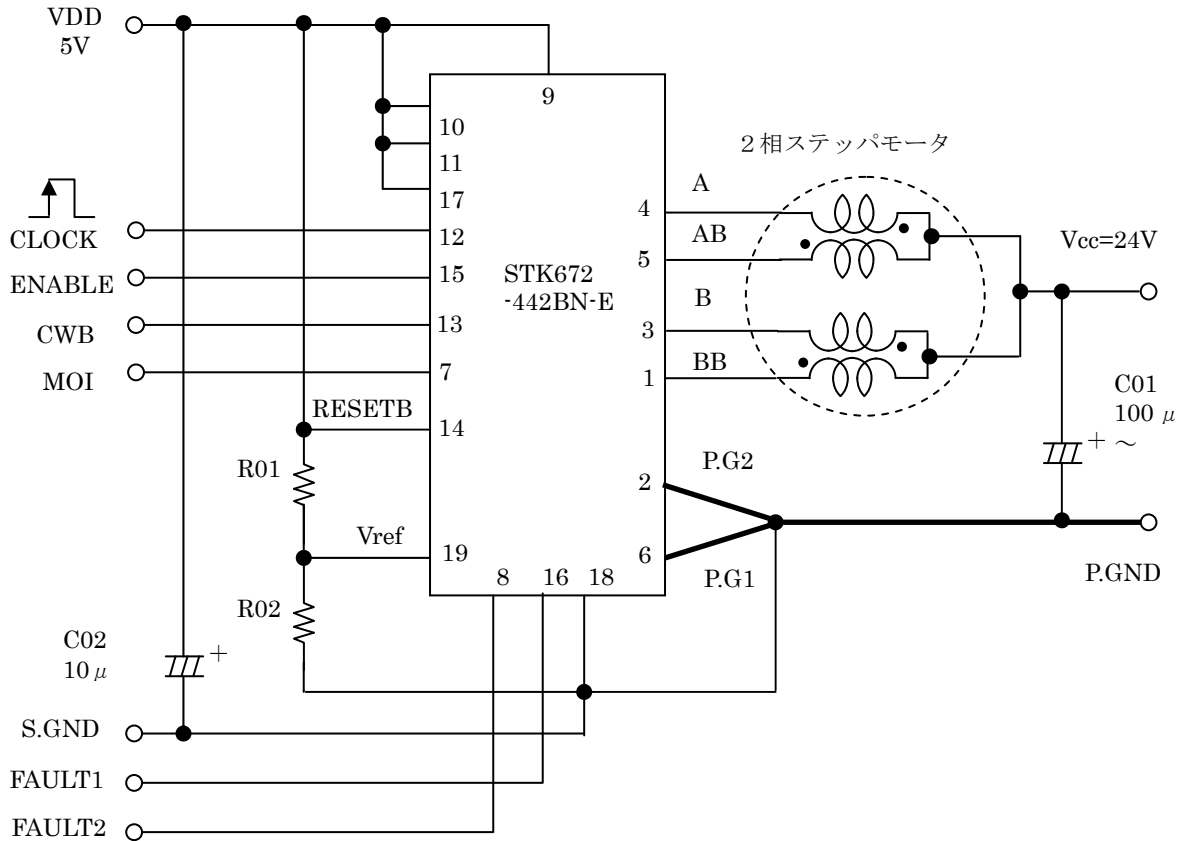 VDD
5V
9
10
11
17
CLOCK
12
ENABLE
15
CWB
13
MOI
7
RESETB
14
R01
Vref
19
R02
8 16 18
STK672
-442BN-E
2相ステッパモータ
A
4
AB
5
B
3
BB
1
Vcc=24V
C01
100μ
+ ~
P.G2
2
6
P.G1
P.GND
C02
10μ
+
S.GND
FAULT1
FAULT2